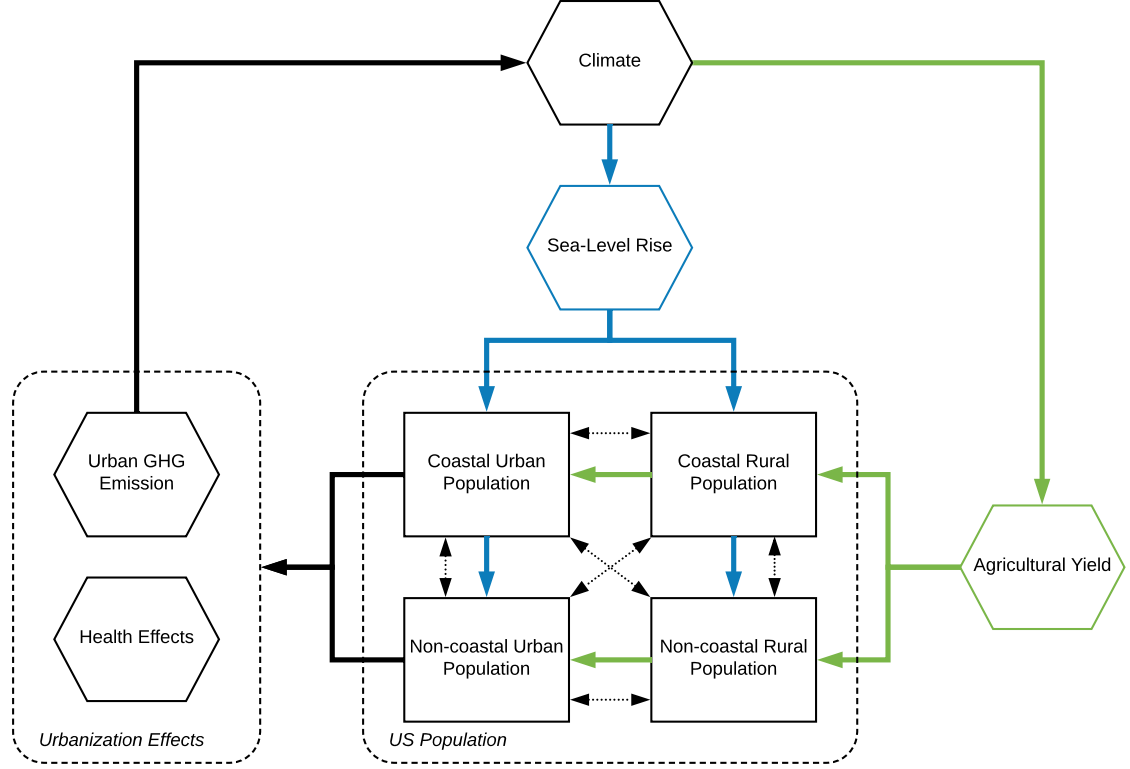 Climate
Sea-Level Rise
Urban GHG
Emission
Coastal Urban
Population
Coastal Rural
Population
Agricultural Yield
Health Effects
Non-coastal Urban
Population
Non-coastal Rural
Population
Urbanization Effects
US Population